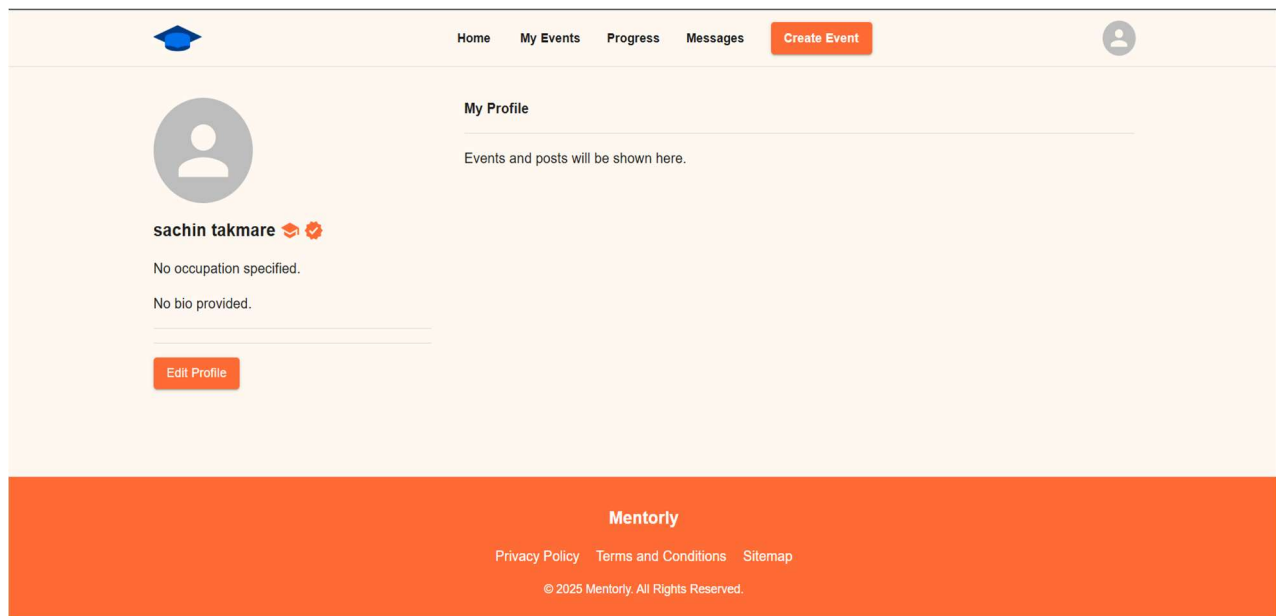 Home My Events Progress Messages Create Event
sachin takmare
No occupation specified.
No bio provided.
Edit Profile
My Profile
Events and posts will be shown here.
Mentorly
Privacy Policy Terms and Conditions Sitemap
© 2025 Mentorly. All Rights Reserved.